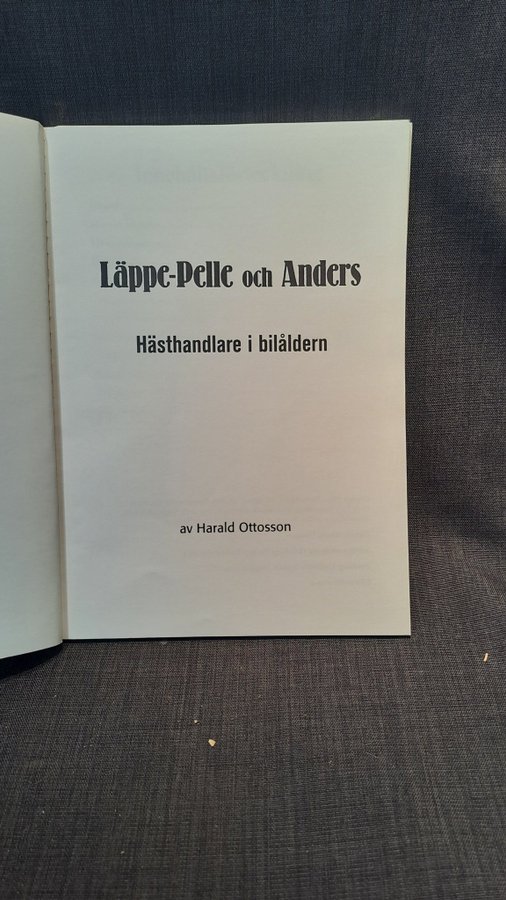 Läppe-Pelle och Anders
Hästhandlare i bilåldern
av Harald Ottosson